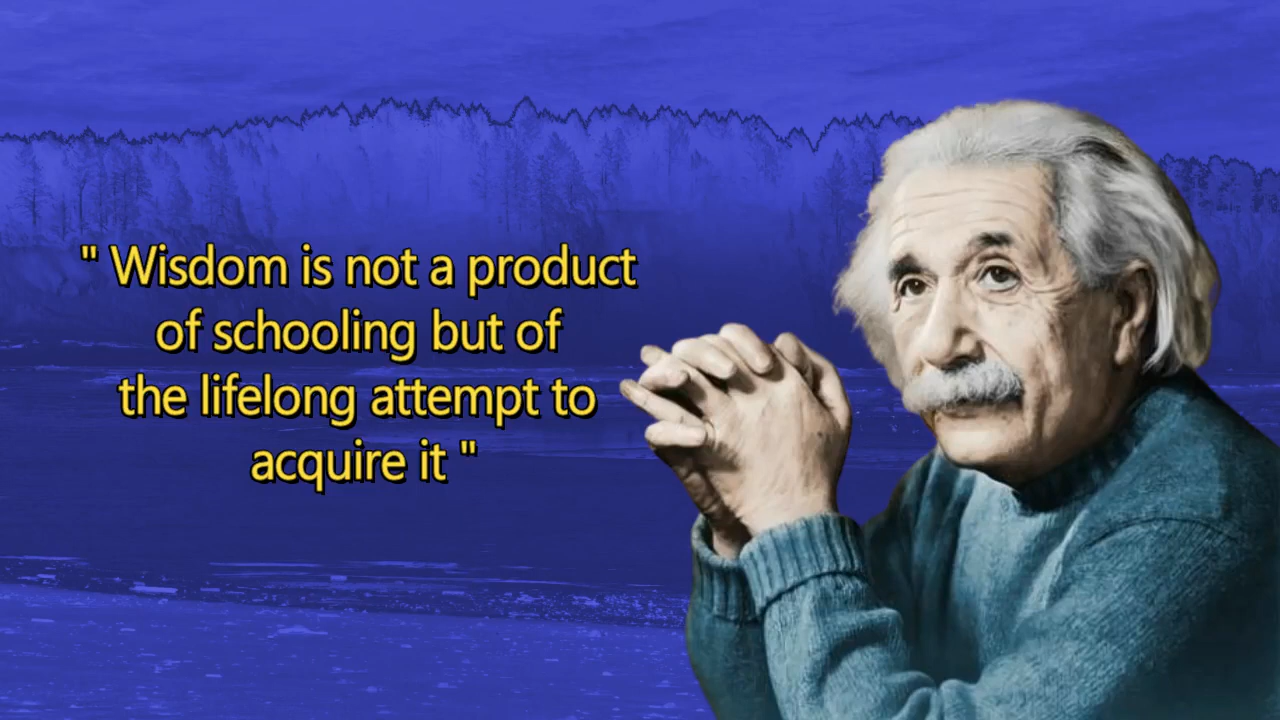 " Wisdom is not a product
of schooling but of
the lifelong attempt to
acquire it "